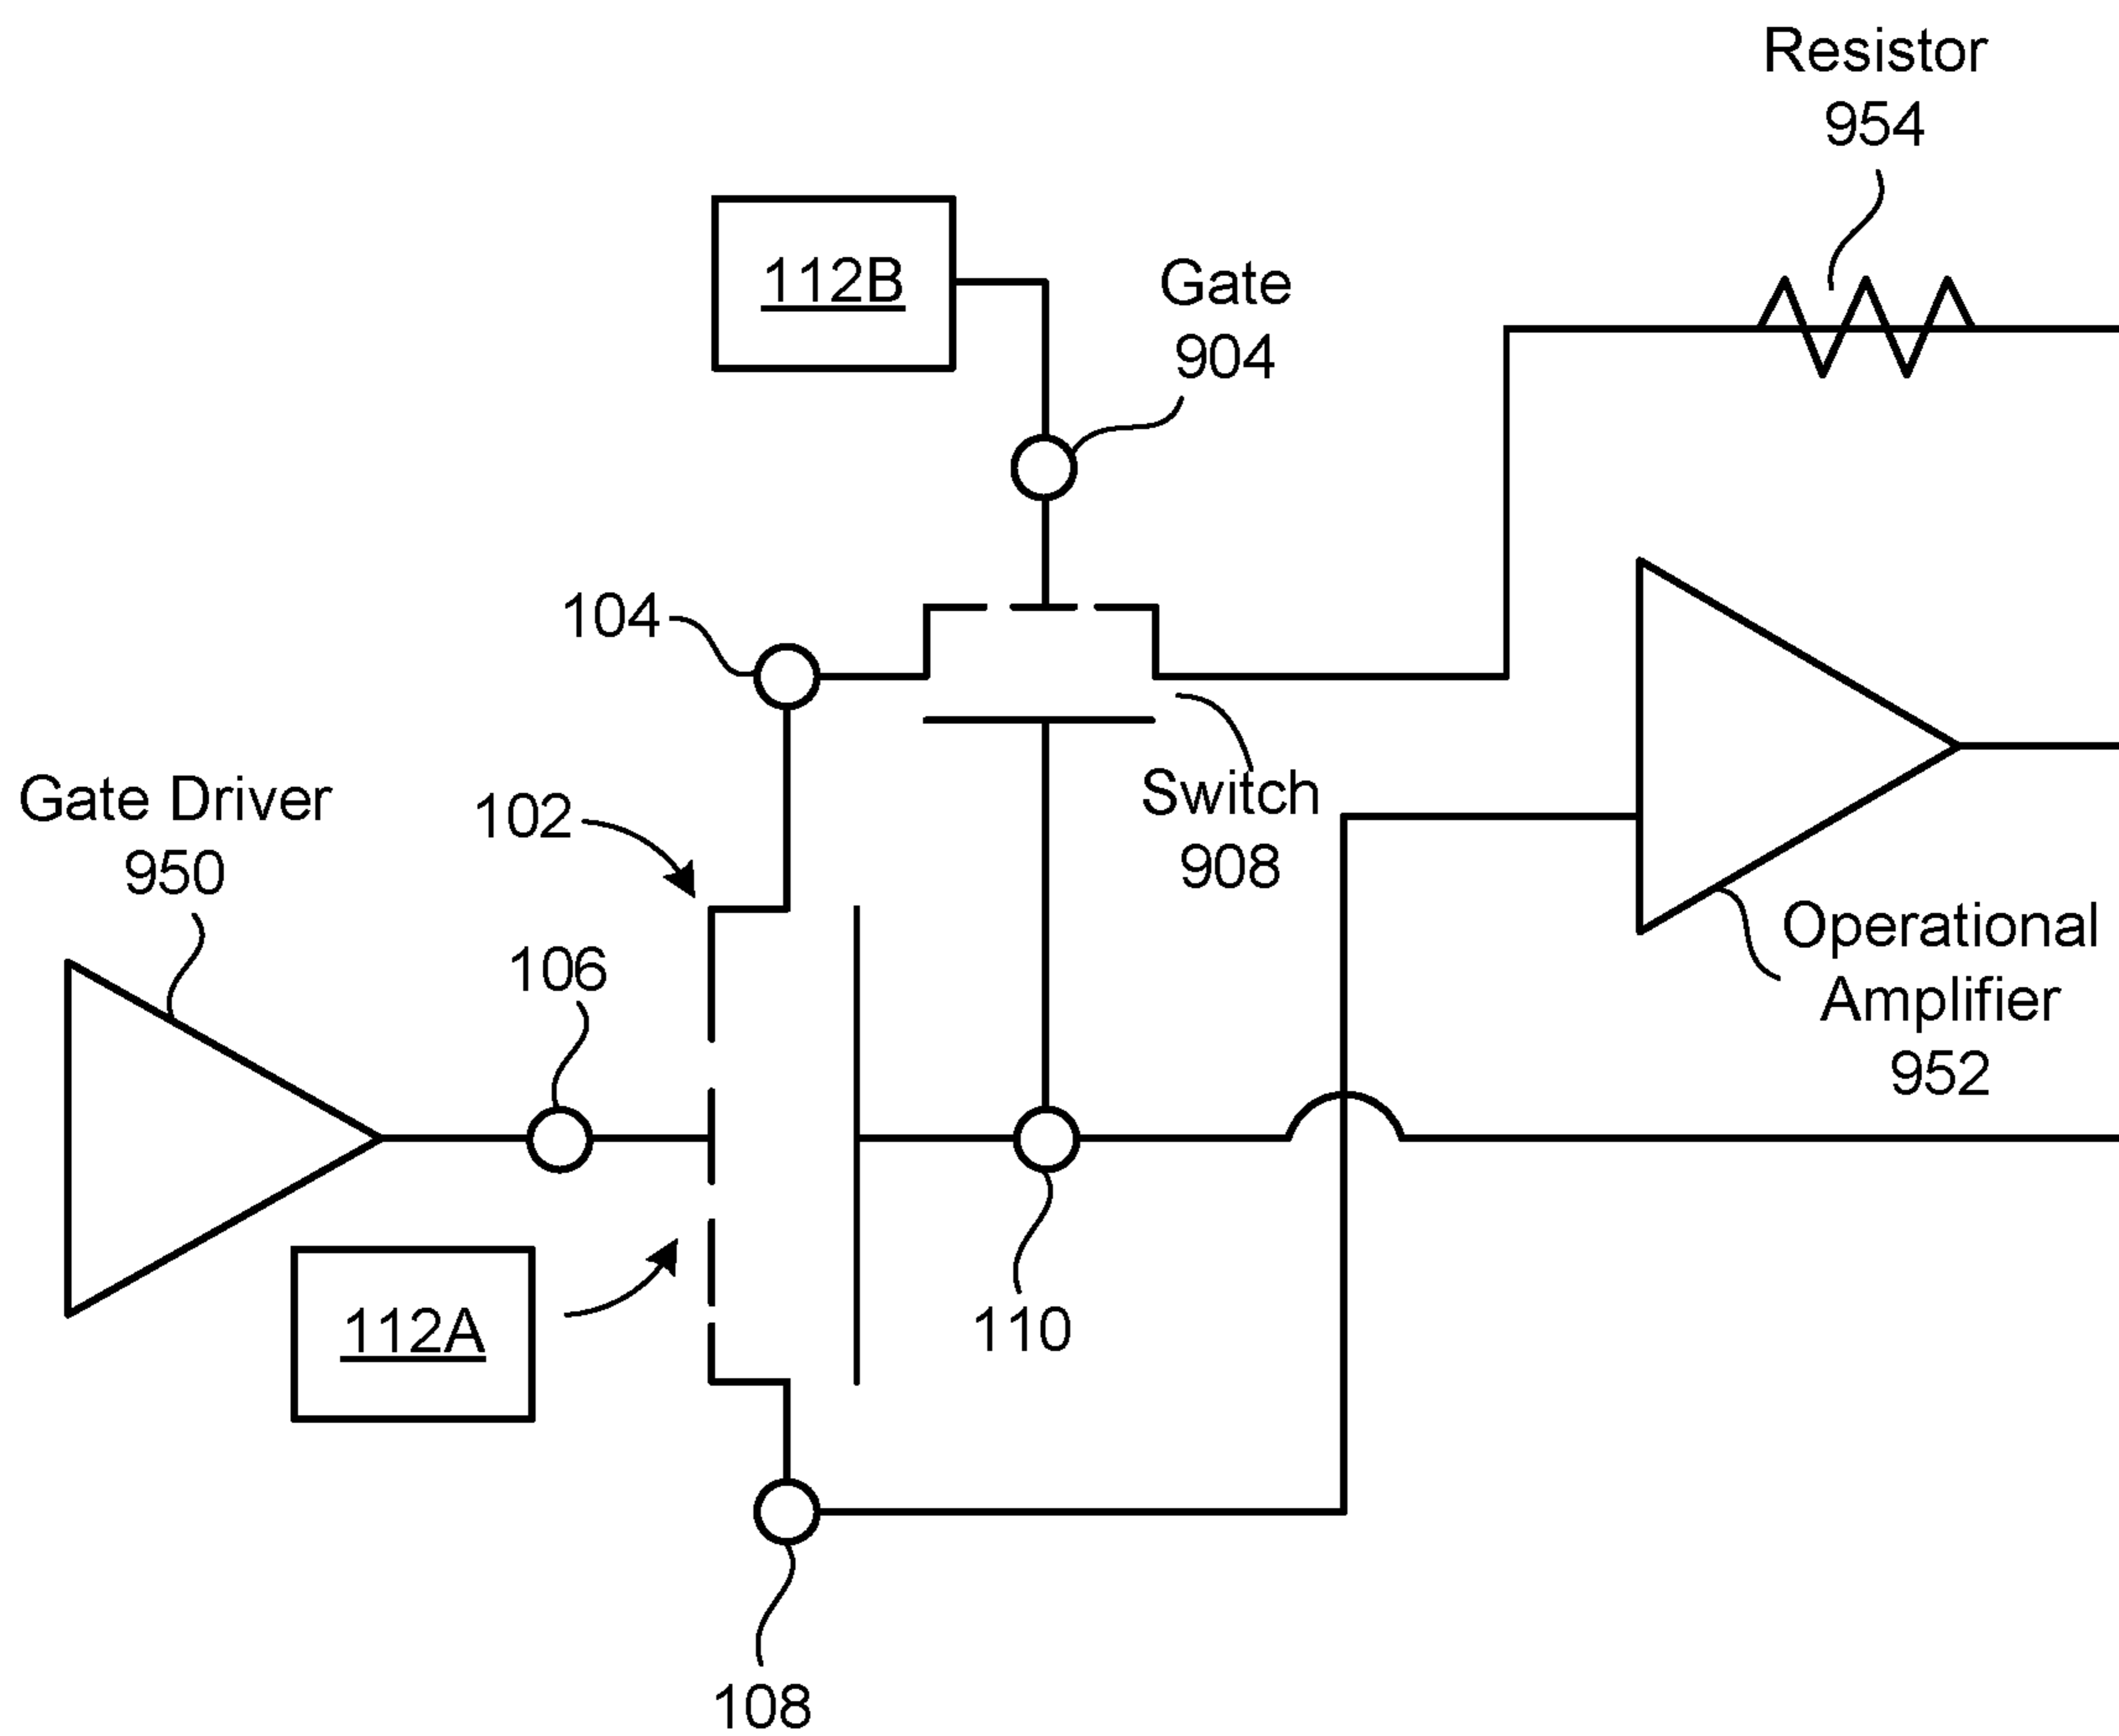 Resistor
954
112B
Gate
904
104
Gate Driver
950
102
Switch
908
106
Operational
Amplifier
952
112A
110
108